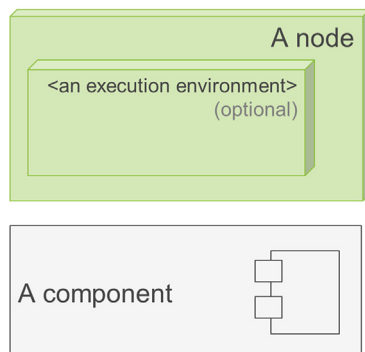 A node
<an execution environment>
(optional)
A component